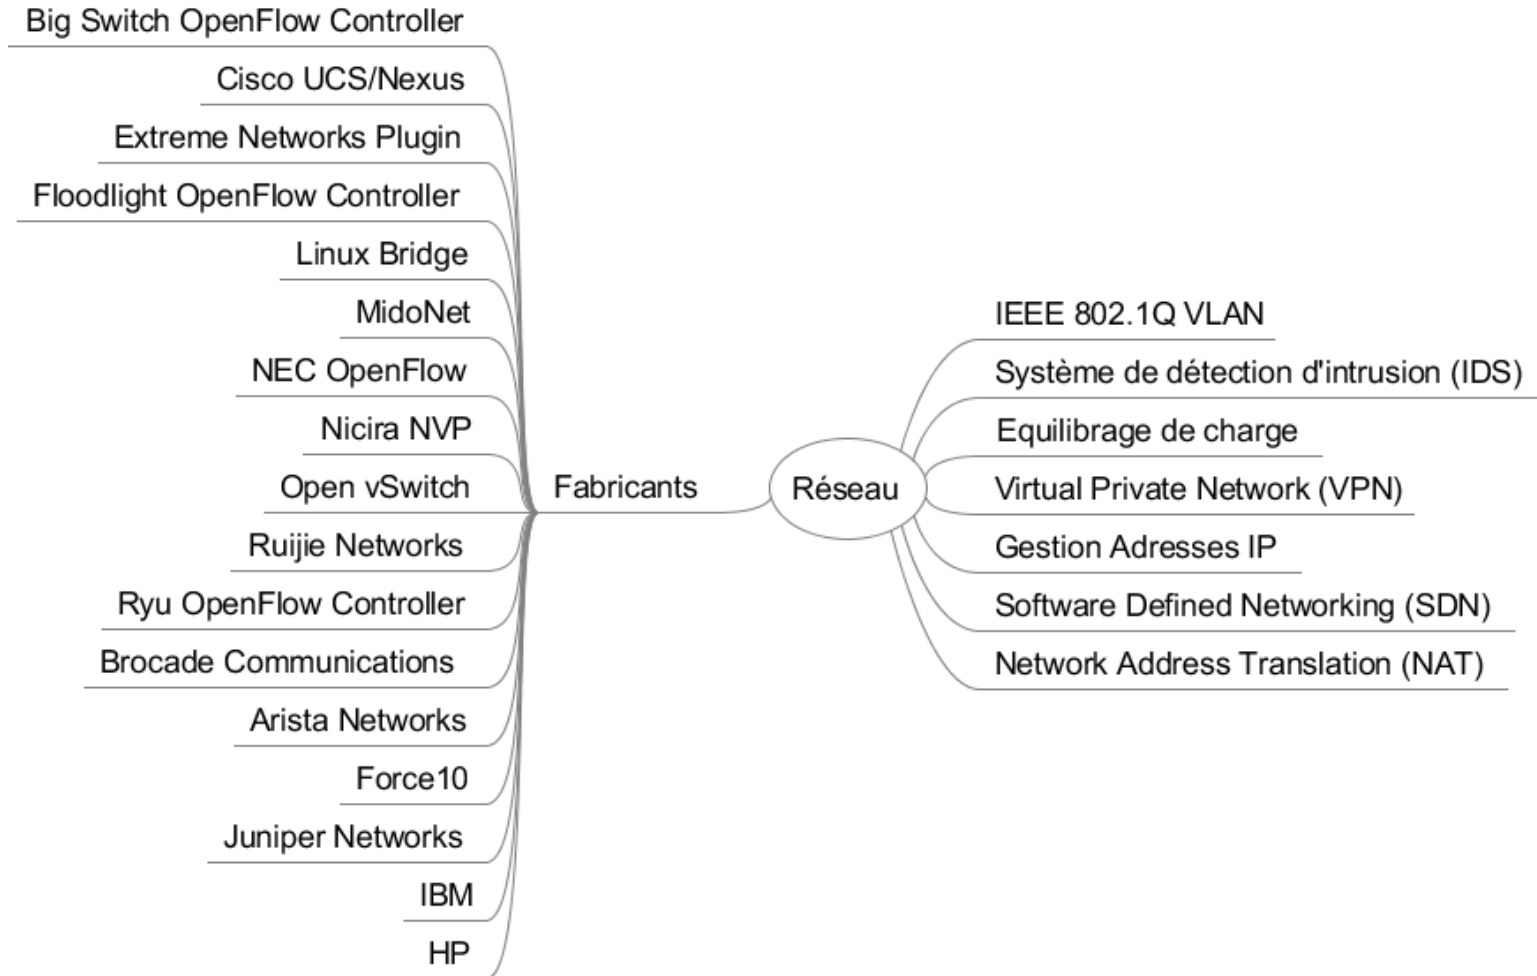 Big Switch OpenFlow Controller
Cisco UCS/Nexus
Extreme Networks Plugin
Floodlight OpenFlow Controller
Linux Bridge
MidoNet
NEC OpenFlow
Nicira NVP
Open vSwitch
Ruijie Networks
Ryu OpenFlow Controller
Brocade Communications
Arista Networks
Force10
Juniper Networks
IBM
HP
Fabricants
Réseau
IEEE 802.1Q VLAN
Système de détection d'intrusion (IDS)
Equilibrage de charge
Virtual Private Network (VPN)
Gestion Adresses IP
Software Defined Networking (SDN)
Network Address Translation (NAT)